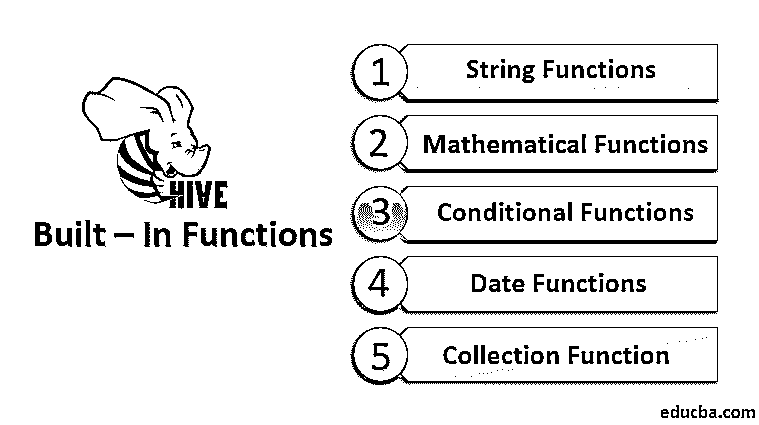 HIVE
Built – In Functions
1
String Functions
2
Mathematical Functions
3
Conditional Functions
4
Date Functions
5
Collection Function
educba.com